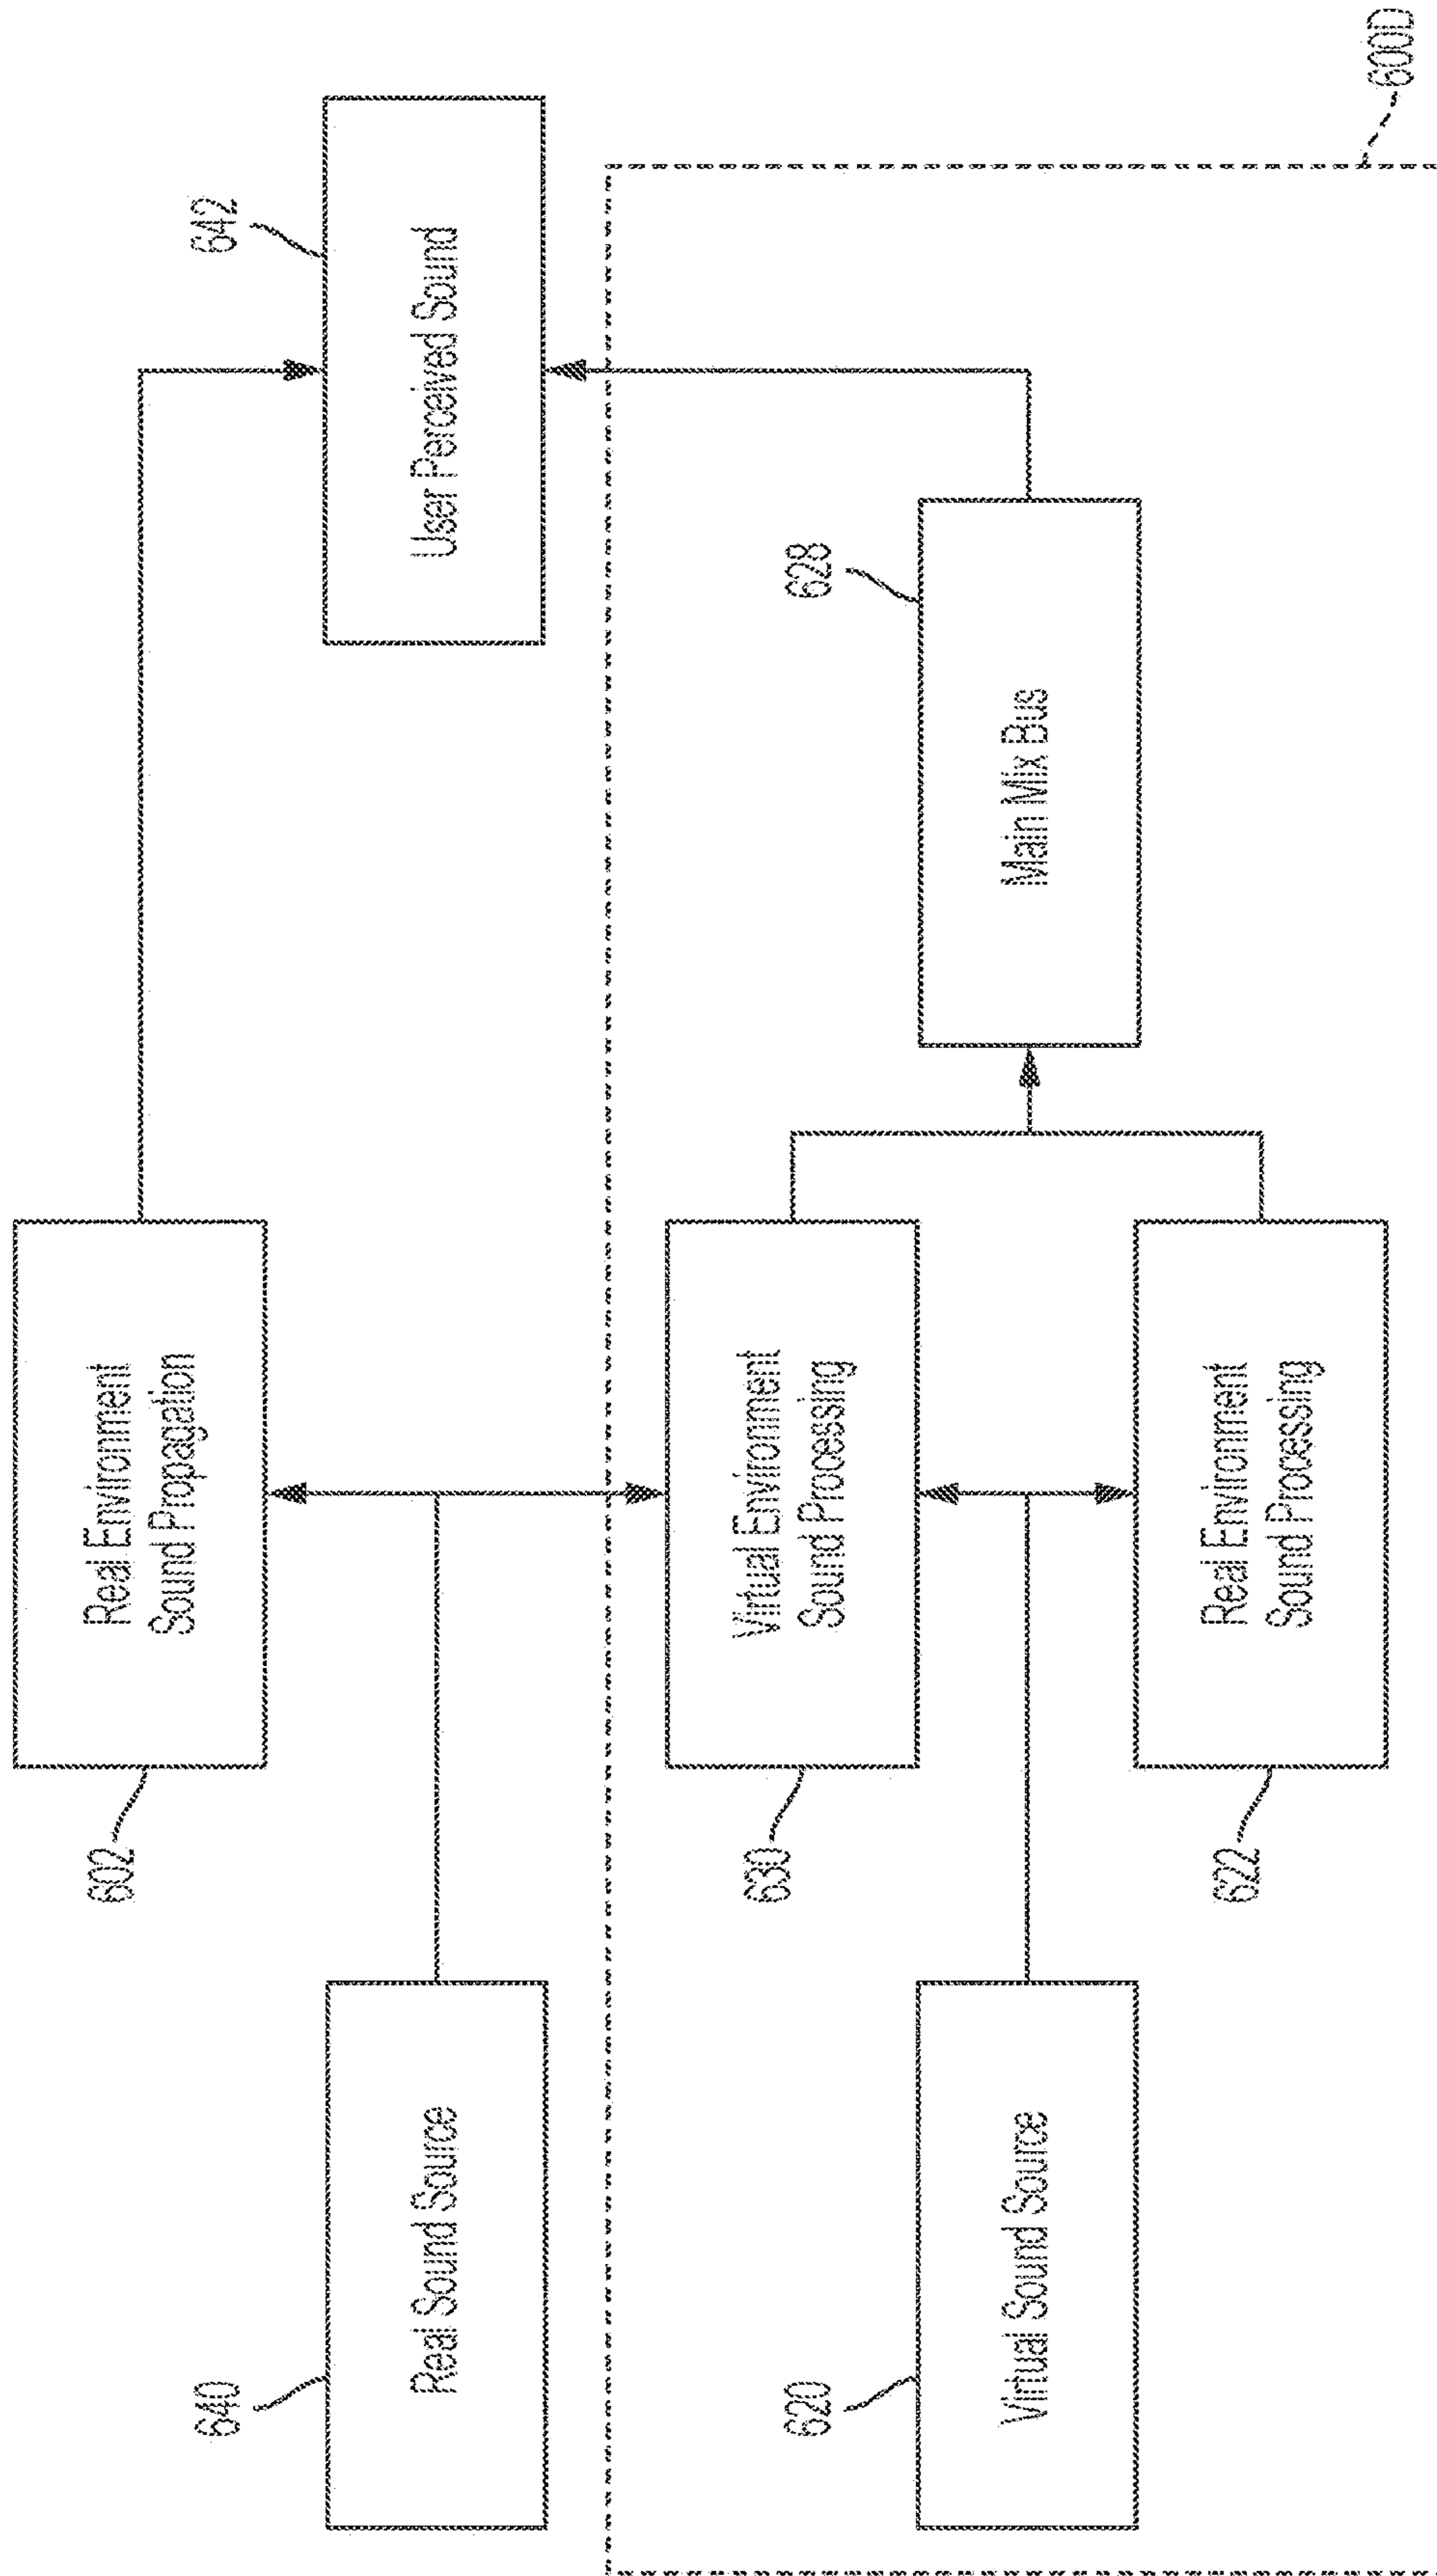 602
Real Environment
Sound Propagation
640
Real Sound Source
642
User Perceived Sound
630
Virtual Environment
Sound Processing
620
Virtual Sound Source
628
Main Mix Bus
622
Real Environment
Sound Processing
600D